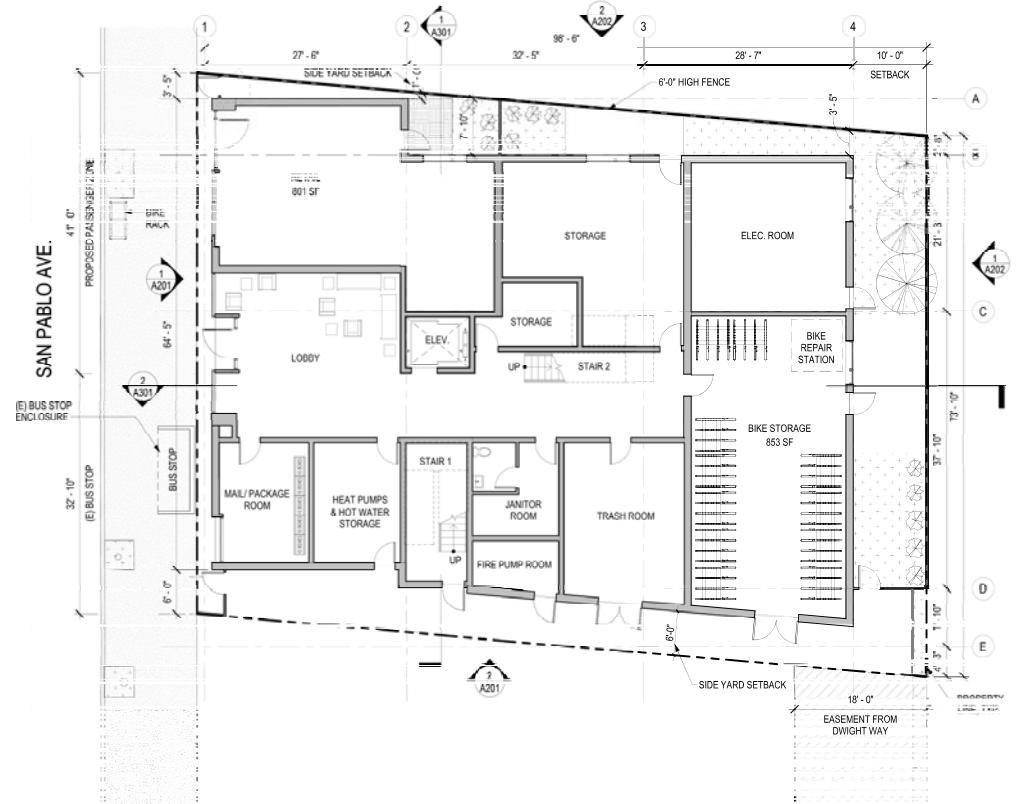 1
2
3
4
1
A301
2
A202
98' - 6"
27' - 6"
32' - 5"
28' - 7"
10' - 0"
SIDE YARD SETBACK
SETBACK
6'-0" HIGH FENCE
3' - 5"
3' - 5"
7' - 10"
A
801 SF
BIKE
RACK
PROPOSED PASSENGER ZONE
41' - 0"
STORAGE
ELEC. ROOM
21' - 3"
SAN PABLO AVE.
1
A201
1
A202
64' - 5"
C
STORAGE
ELEV.
LOBBY
BIKE
REPAIR
STATION
UP
STAIR 2
2
A301
(E) BUS STOP
ENCLOSURE
73' - 10"
BIKE STORAGE
853 SF
37' - 10"
BUS STOP
(E) BUS STOP
32' - 10"
STAIR 1
MAIL/ PACKAGE
ROOM
HEAT PUMPS
& HOT WATER
STORAGE
JANITOR
ROOM
TRASH ROOM
UP
FIRE PUMP ROOM
6' - 0"
D
6'-0"
E
2
A201
SIDE YARD SETBACK
18' - 0"
EASEMENT FROM
DWIGHT WAY